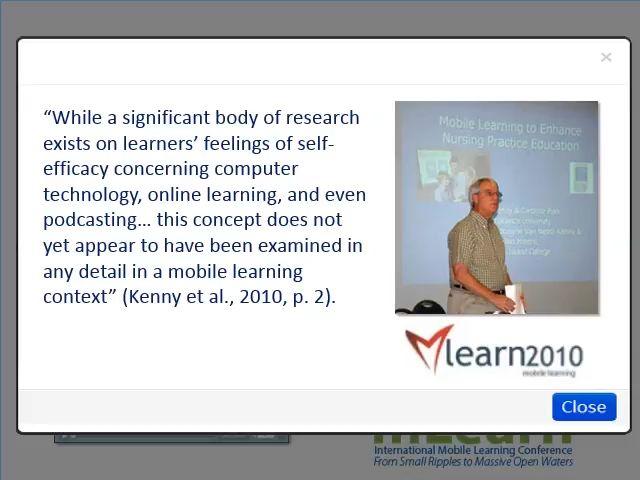 ×
“While a significant body of research
exists on learners’ feelings of self-
efficacy concerning computer
technology, online learning, and even
podcasting… this concept does not
yet appear to have been examined in
any detail in a mobile learning
context” (Kenny et al., 2010, p. 2).
Mobile Learning to Enhance
Nursing Practice Education
learn2010
mobile learning
Close
mLearn
International Mobile Learning Conference
From Small Ripples to Massive Open Waters